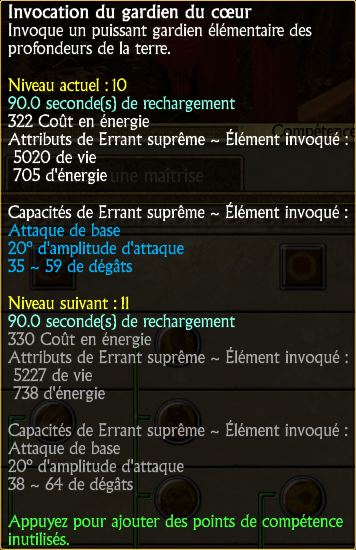 Invocation du gardien du cœur
Invoque un puissant gardien élémentaire des
profondeurs de la terre.
Niveau actuel : 10
90.0 seconde(s) de rechargement
322 Coût en énergie
Compétence
Attributs de Errant suprême ~ Élément invoqué :
5020 de vie
705 d'énergie
une maîtrise
Capacités de Errant suprême ~ Élément invoqué :
Attaque de base
20° d'amplitude d'attaque
35 ~ 59 de dégâts
Niveau suivant : 11
90.0 seconde(s) de rechargement
330 Coût en énergie
Attributs de Errant suprême ~ Élément invoqué :
5227 de vie
738 d'énergie
Capacités de Errant suprême ~ Élément invoqué :
Attaque de base
20° d'amplitude d'attaque
38 ~ 64 de dégâts
Appuyez pour ajouter des points de compétence
inutilisés.